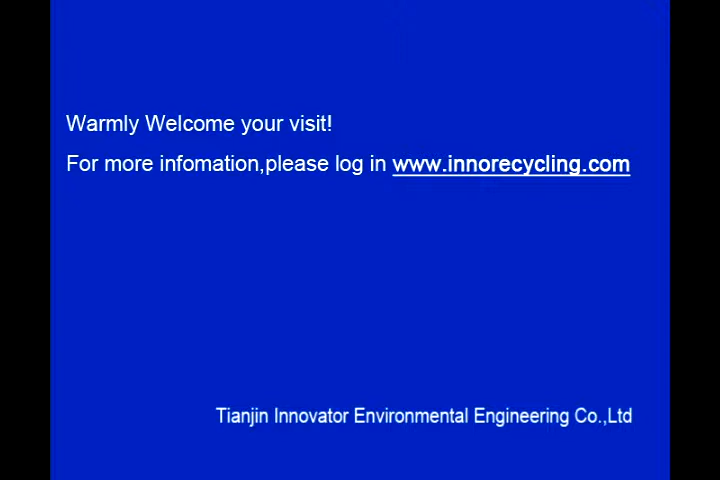 Warmly Welcome your visit!
For more infomation,please log in www.innorecycling.com
Tianjin Innovator Environmental Engineering Co.,Ltd